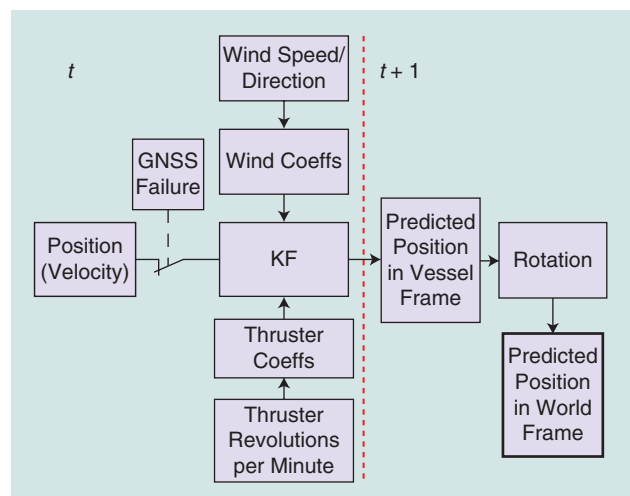 t
Wind Speed/
Direction
t + 1
Wind Coeffs
GNSS
Failure
Position
(Velocity)
KF
Predicted
Position
in Vessel
Frame
Rotation
Thruster
Coeffs
Predicted
Position
in World
Frame
Thruster
Revolutions
per Minute